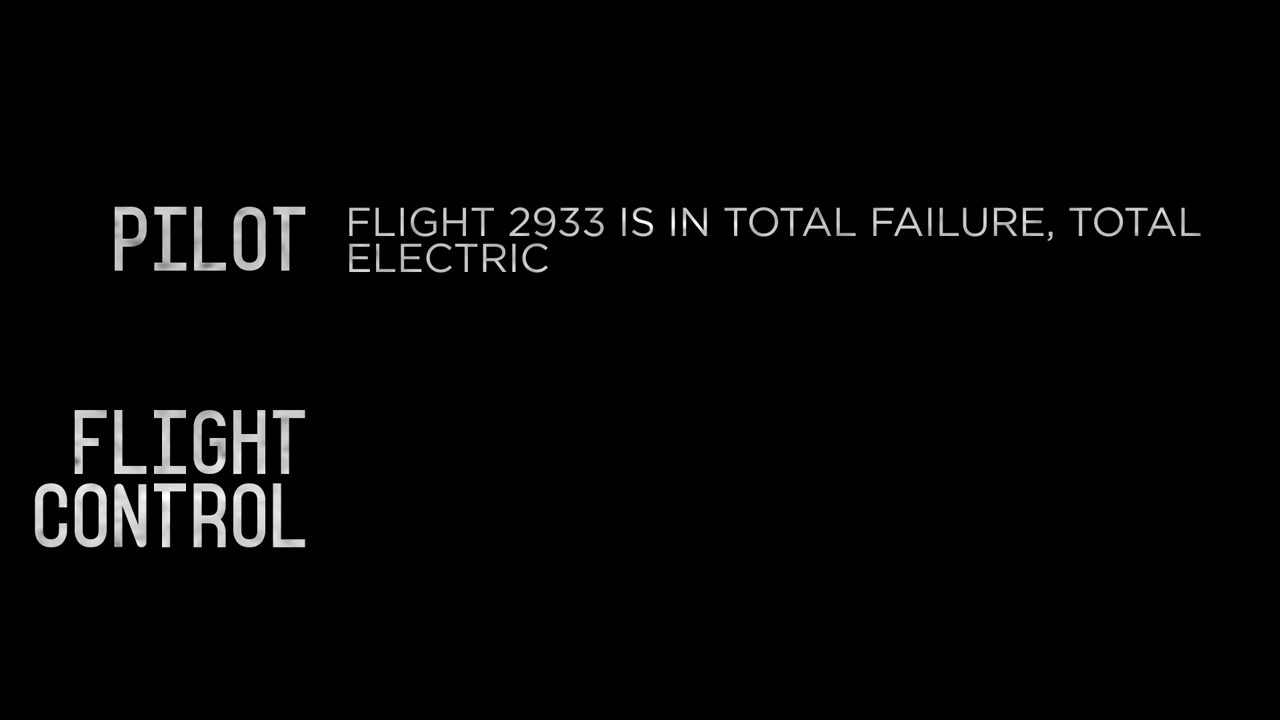 PILOT
FLIGHT 2933 IS IN TOTAL FAILURE, TOTAL
ELECTRIC
FLIGHT
CONTROL